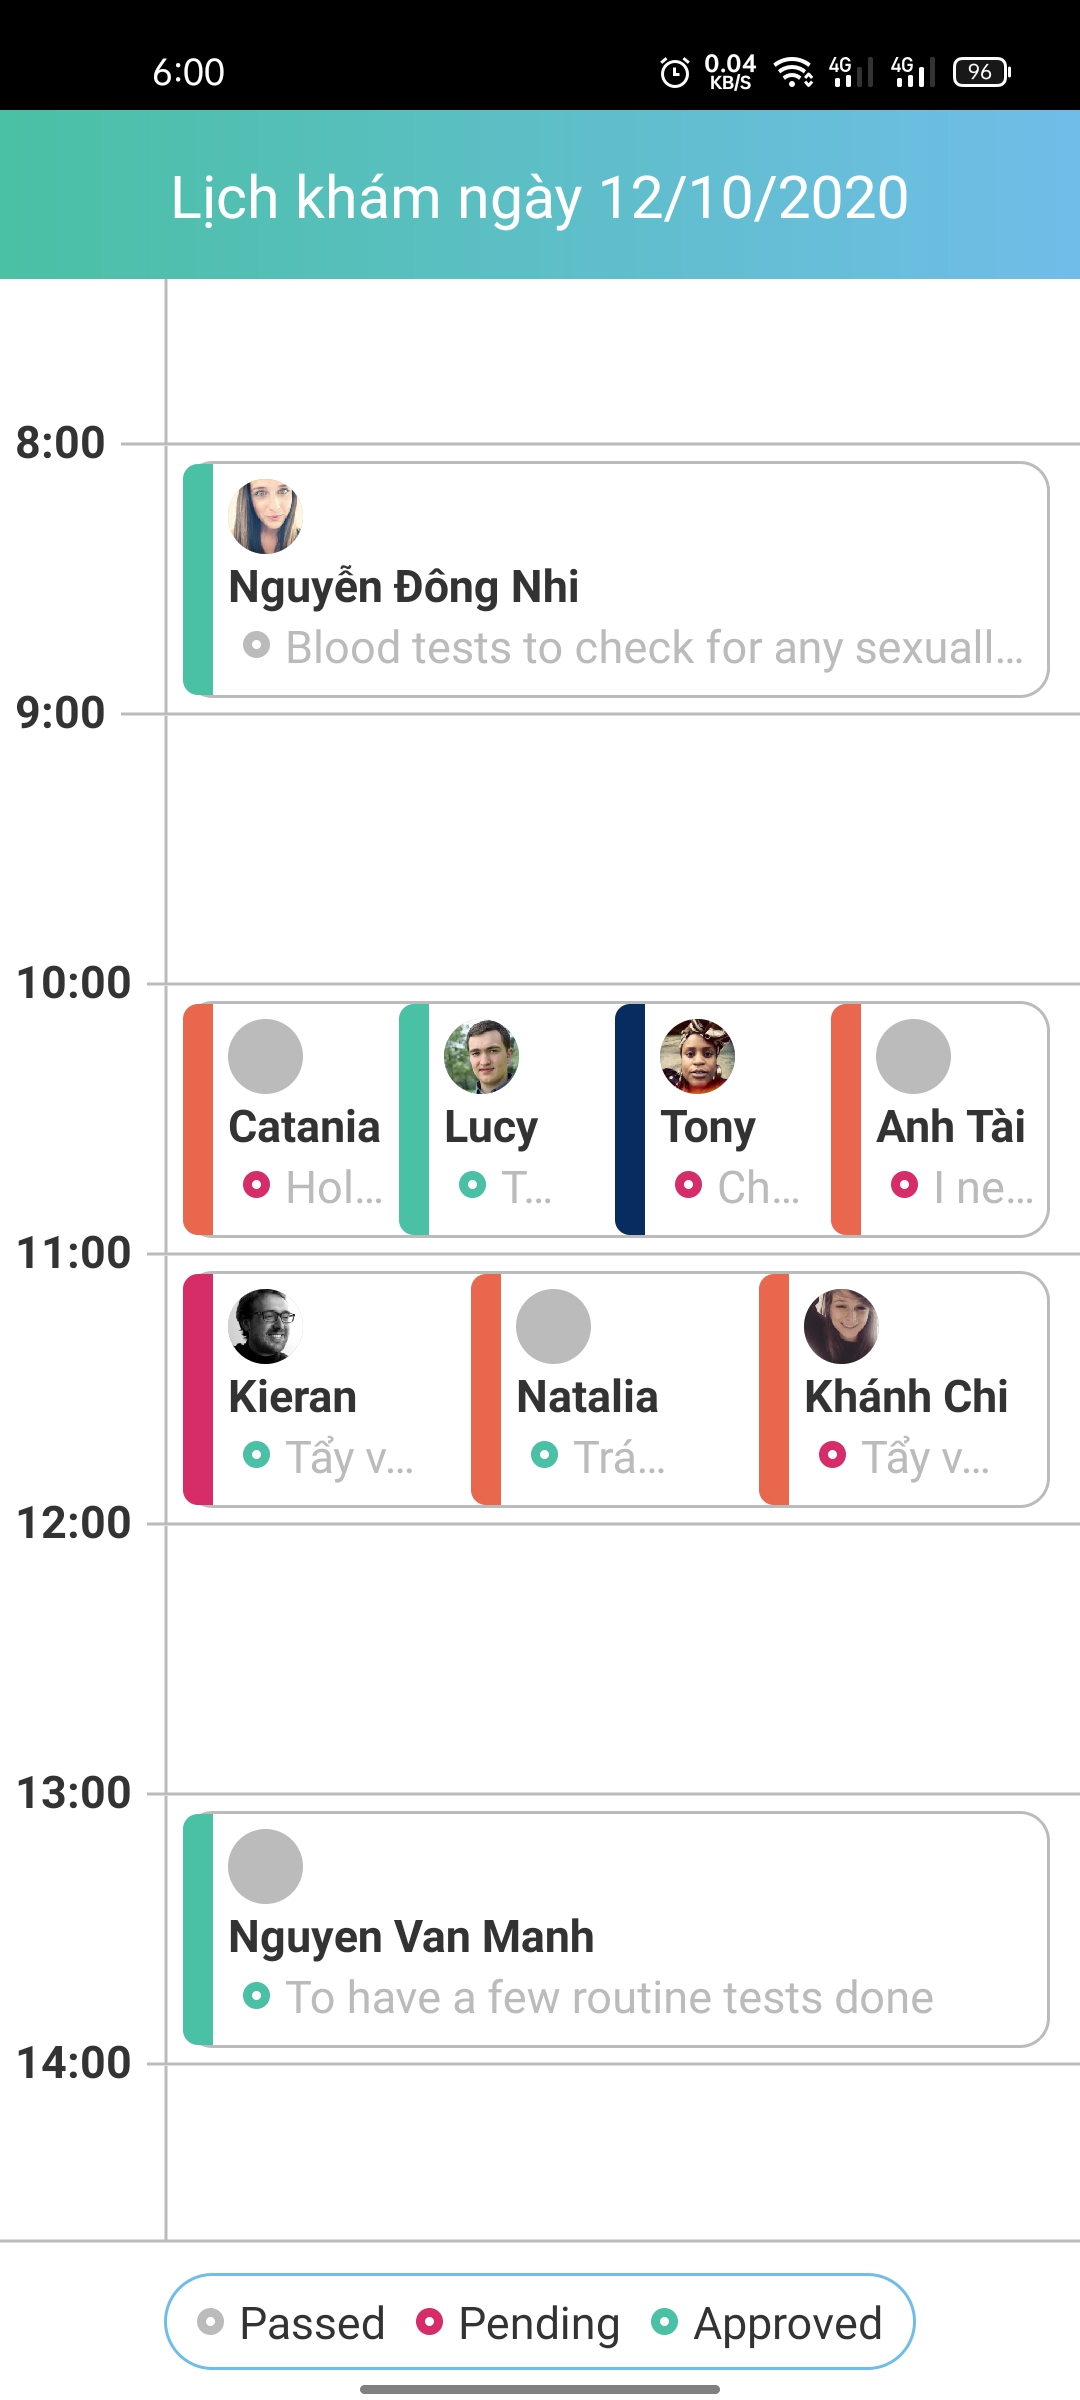 6:00
0.04 KB/S
4G
4G
96
Lịch khám ngày 12/10/2020
8:00
Nguyễn Đông Nhi
Blood tests to check for any sexuall...
9:00
10:00
Catania
Hol...
Lucy
T...
Tony
Ch...
Anh Tài
I ne...
11:00
Kieran
Tẩy v...
Natalia
Trá...
Khánh Chi
Tẩy v...
12:00
13:00
Nguyen Van Manh
To have a few routine tests done
14:00
Passed Pending Approved